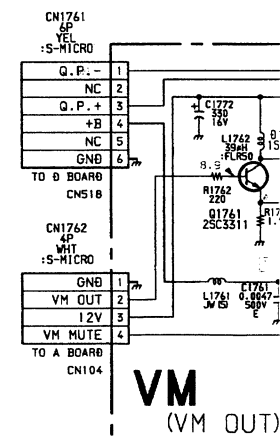 CN1761
6P
YEL
:S-MICRO
Q.P.- 1
NC 2
Q.P.+ 3
+B 4
NC 5
GND 6
TO D BOARD
CN518
C1772
330
16V
L1762
39µH
:FLR50
8.9
R1762
220
Q1761
2SC3311
CN1762
4P
WHT
:S-MICRO
GND 1
VM OUT 2
12V 3
VM MUTE 4
TO A BOARD
CN104
L1761
JW(5)
C1761
0.0047
500V
E
VM
(VM OUT)